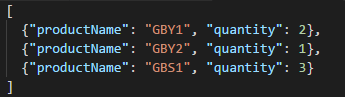 [
{"productName": "GBY1", "quantity": 2},
{"productName": "GBY2", "quantity": 1},
{"productName": "GBS1", "quantity": 3}
]